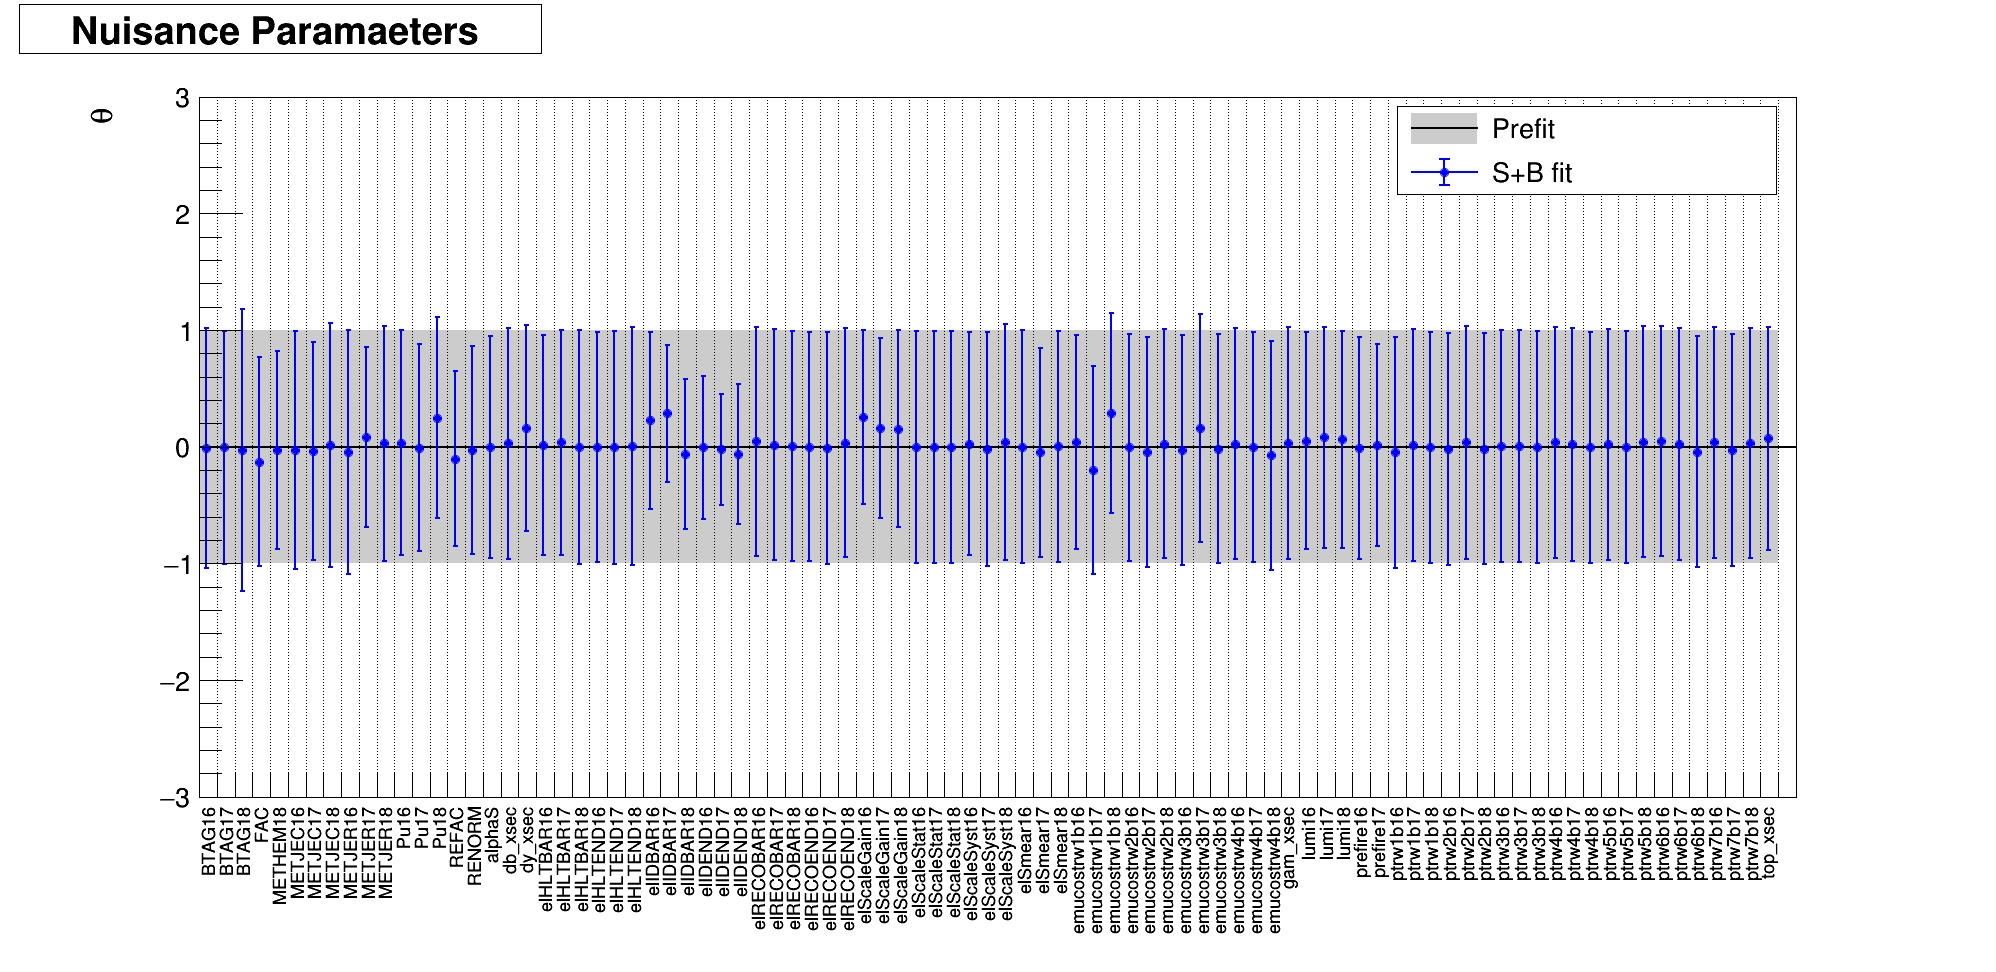 Nuisance Paramaeters
θ
3
2
1
0
−1
−2
−3
Prefit
S+B fit
BTAG16
BTAG17
BTAG18
FAC
METHEM18
METJEC16
METJEC17
METJEC18
METJER16
METJER17
METJER18
Pu16
Pu17
Pu18
REFAC
RENORM
alphaS
db_xsec
dy_xsec
elHLTBAR16
elHLTBAR17
elHLTBAR18
elHLTEND16
elHLTEND17
elHLTEND18
elIDBAR16
elIDBAR17
elIDBAR18
elIDEND16
elIDEND17
elIDEND18
elRECOBAR16
elRECOBAR17
elRECOBAR18
elRECOEND16
elRECOEND17
elRECOEND18
elScaleGain16
elScaleGain17
elScaleGain18
elScaleStat16
elScaleStat17
elScaleStat18
elScaleSyst16
elScaleSyst17
elScaleSyst18
elSmear16
elSmear17
elSmear18
emucostrw1b16
emucostrw1b17
emucostrw1b18
emucostrw2b16
emucostrw2b17
emucostrw2b18
emucostrw3b16
emucostrw3b17
emucostrw3b18
emucostrw4b16
emucostrw4b17
emucostrw4b18
gam_xsec
lumi16
lumi17
lumi18
prefire16
prefire17
ptrw1b16
ptrw1b17
ptrw1b18
ptrw2b16
ptrw2b17
ptrw2b18
ptrw3b16
ptrw3b17
ptrw3b18
ptrw4b16
ptrw4b17
ptrw4b18
ptrw5b16
ptrw5b17
ptrw5b18
ptrw6b16
ptrw6b17
ptrw6b18
ptrw7b16
ptrw7b17
ptrw7b18
top_xsec